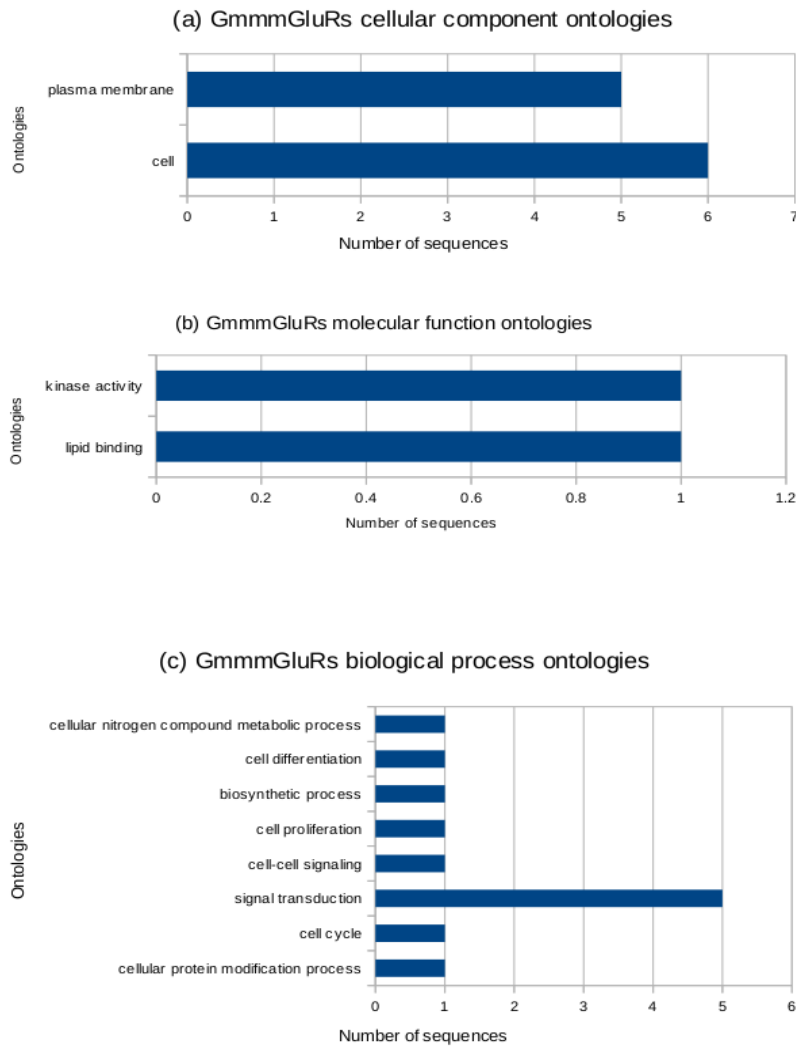 (a) GmmmGluRs cellular component ontologies
Ontologies
plasma membrane
cell
0 1 2 3 4 5 6 7
Number of sequences
(b) GmmmGluRs molecular function ontologies
Ontologies
kinase activity
lipid binding
0 0.2 0.4 0.6 0.8 1 1.2
Number of sequences
(c) GmmmGluRs biological process ontologies
Ontologies
cellular nitrogen compound metabolic process
cell differentiation
biosynthetic process
cell proliferation
cell-cell signaling
signal transduction
cell cycle
cellular protein modification process
0 1 2 3 4 5 6
Number of sequences